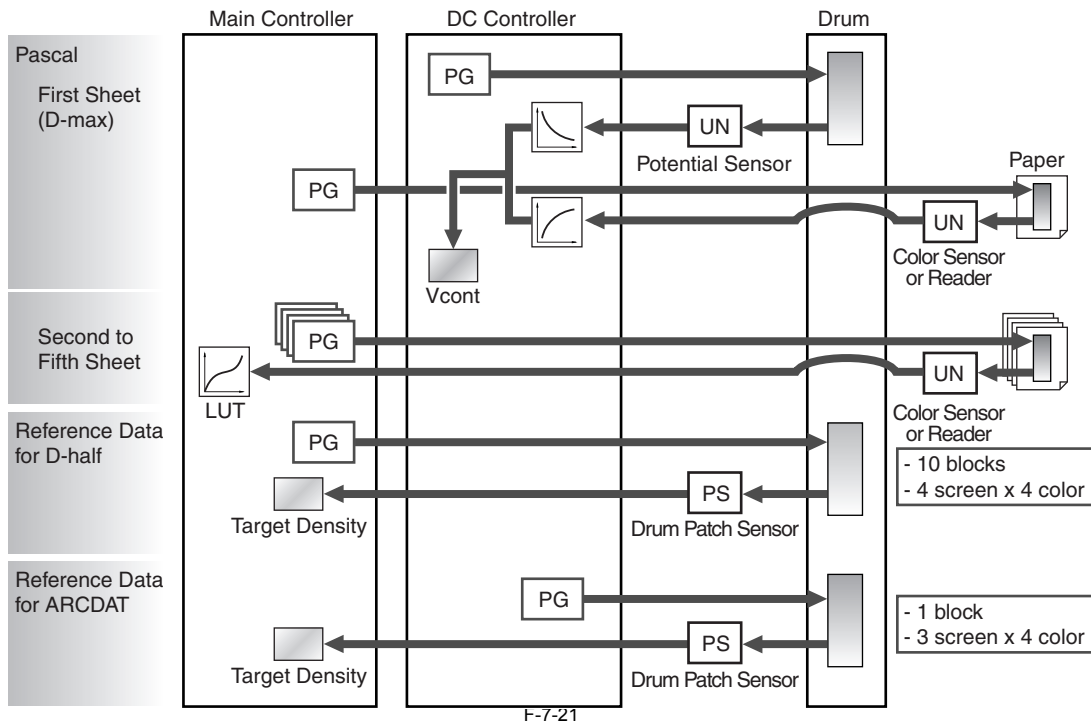 Main Controller
DC Controller
Drum
Pascal
First Sheet
(D-max)
PG
UN
Potential Sensor
Paper
PG
UN
Color Sensor
or Reader
Vcont
Second to
Fifth Sheet
PG
UN
LUT
Color Sensor
or Reader
Reference Data
for D-half
PG
- 10 blocks
- 4 screen x 4 color
PS
Target Density
Drum Patch Sensor
Reference Data
for ARCDAT
PG
- 1 block
- 3 screen x 4 color
PS
Target Density
Drum Patch Sensor
F-7-21